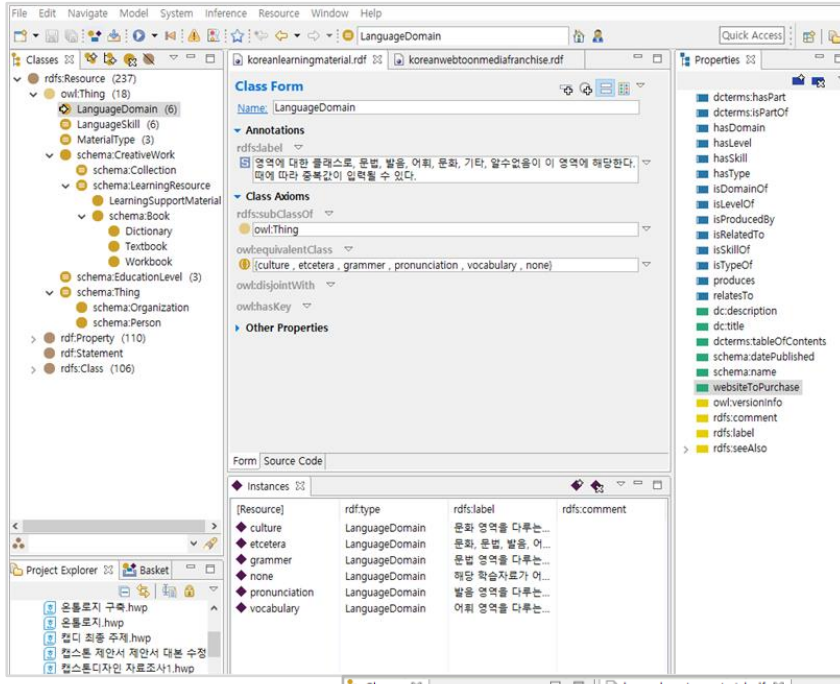 File Edit Navigate Model System Inference Resource Window Help
LanguageDomain
Quick Access
Classes
rdfs:Resource (237)
owl:Thing (18)
LanguageDomain (6)
LanguageSkill (6)
MaterialType (3)
schema:CreativeWork
schema:Collection
schema:LearningResource
LearningSupportMaterial
schema:Book
Dictionary
Textbook
Workbook
schema:EducationLevel (3)
schema:Thing
schema:Organization
schema:Person
rdf:Property (110)
rdf:Statement
rdfs:Class (106)
Project Explorer Basket
온톨로지 구축.hwp
온톨로지.hwp
캡디 최종 주제.hwp
캡스톤 제안서 제안서 대본 수정
캡스톤디자인 자료조사1.hwp
koreanlearningmaterial.rdf koreanwebtoonmediafranchise.rdf
Class Form
Name: LanguageDomain
Annotations
rdfs:label
영역에 대한 클래스로, 문법, 발음, 어휘, 문화, 기타, 알수없음이 이 영역에 해당한다.
때에 따라 중복값이 입력될 수 있다.
Class Axioms
rdfs:subClassOf
owl:Thing
owl:equivalentClass
{culture , etcetera , grammer , pronunciation , vocabulary , none}
owl:disjointWith
owl:hasKey
Other Properties
Form Source Code
Instances
[Resource] rdf:type rdfs:label rdfs:comment
culture LanguageDomain 문화 영역을 다루는...
etcetera LanguageDomain 문화, 문법, 발음, 어...
grammer LanguageDomain 문법 영역을 다루는...
none LanguageDomain 해당 학습자료가 어...
pronunciation LanguageDomain 발음 영역을 다루는...
vocabulary LanguageDomain 어휘 영역을 다루는...
Properties
dcterms:hasPart
dcterms:isPartOf
hasDomain
hasLevel
hasSkill
hasType
isDomainOf
isLevelOf
isProducedBy
isRelatedTo
isSkillOf
isTypeOf
produces
relatesTo
dc:description
dc:title
dcterms:tableOfContents
schema:datePublished
schema:name
websiteToPurchase
owl:versionInfo
rdfs:comment
rdfs:label
rdfs:seeAlso